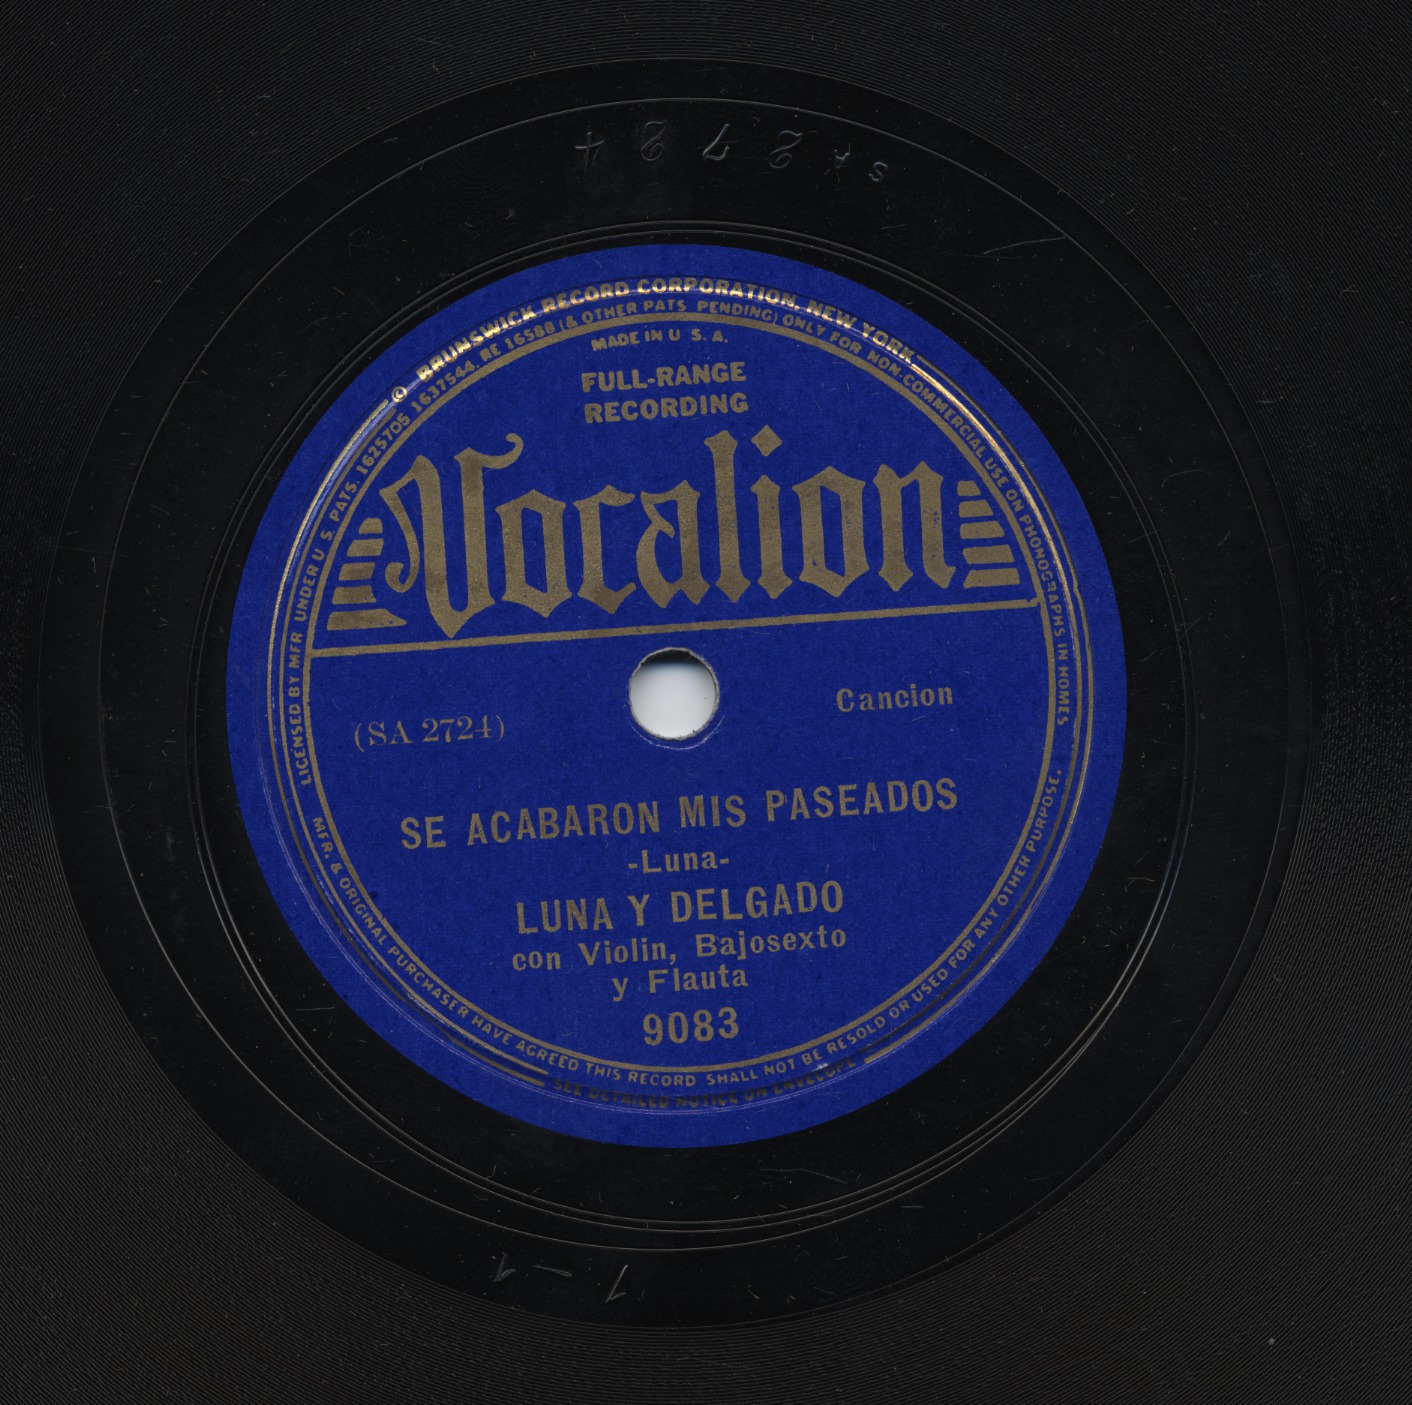 SA2724
© BRUNSWICK RECORD CORPORATION, NEW YORK.
LICENSED BY MFR UNDER U.S. PATS. 1625705, 1637544, RE 16588 (& OTHER PATS PENDING) ONLY FOR NON-COMMERCIAL USE ON PHONOGRAPHS IN HOMES
MADE IN U.S.A.
FULL-RANGE
RECORDING
Vocalion
(SA 2724)
Cancion
SE ACABARON MIS PASEADOS
-Luna-
LUNA Y DELGADO
con Violin, Bajosexto
y Flauta
9083
MFR. & ORIGINAL PURCHASER HAVE AGREED THIS RECORD SHALL NOT BE RESOLD OR USED FOR ANY OTHER PURPOSE.
SEE DETAILED NOTICE ON ENVELOPE
1-1